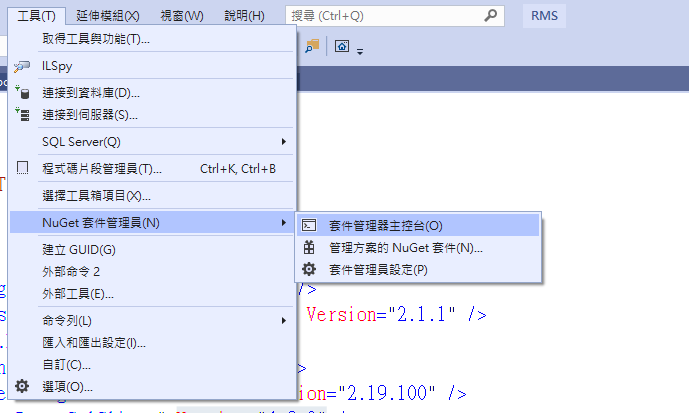 工具(T) 延伸模組(X) 視窗(W) 說明(H) 搜尋 (Ctrl+Q) RMS
取得工具與功能(T)...
ILSpy
連接到資料庫(D)...
連接到伺服器(S)...
SQL Server(Q)
程式碼片段管理員(T)... Ctrl+K, Ctrl+B
選擇工具箱項目(X)...
NuGet 套件管理員(N)
套件管理器主控台(O)
管理方案的 NuGet 套件(N)...
套件管理員設定(P)
建立 GUID(G)
外部命令 2
外部工具(E)...
命令列(L)
匯入和匯出設定(I)...
自訂(C)...
選項(O)...
/>
Version="2.1.1" />
/>
ion="2.19.100" />